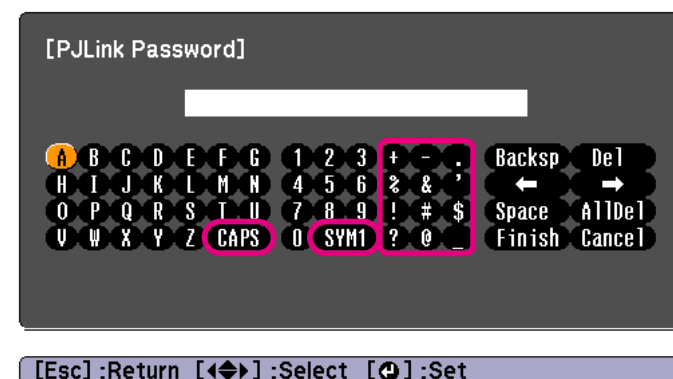 [PJLink Password]
A B C D E F G 1 2 3 + - . Backsp Del
H I J K L M N 4 5 6 % & ' ← →
O P Q R S T U 7 8 9 ! # $ Space AllDel
V W X Y Z CAPS 0 SYM1 ? @ _ Finish Cancel
[Esc] :Return [◆] :Select [⏎] :Set